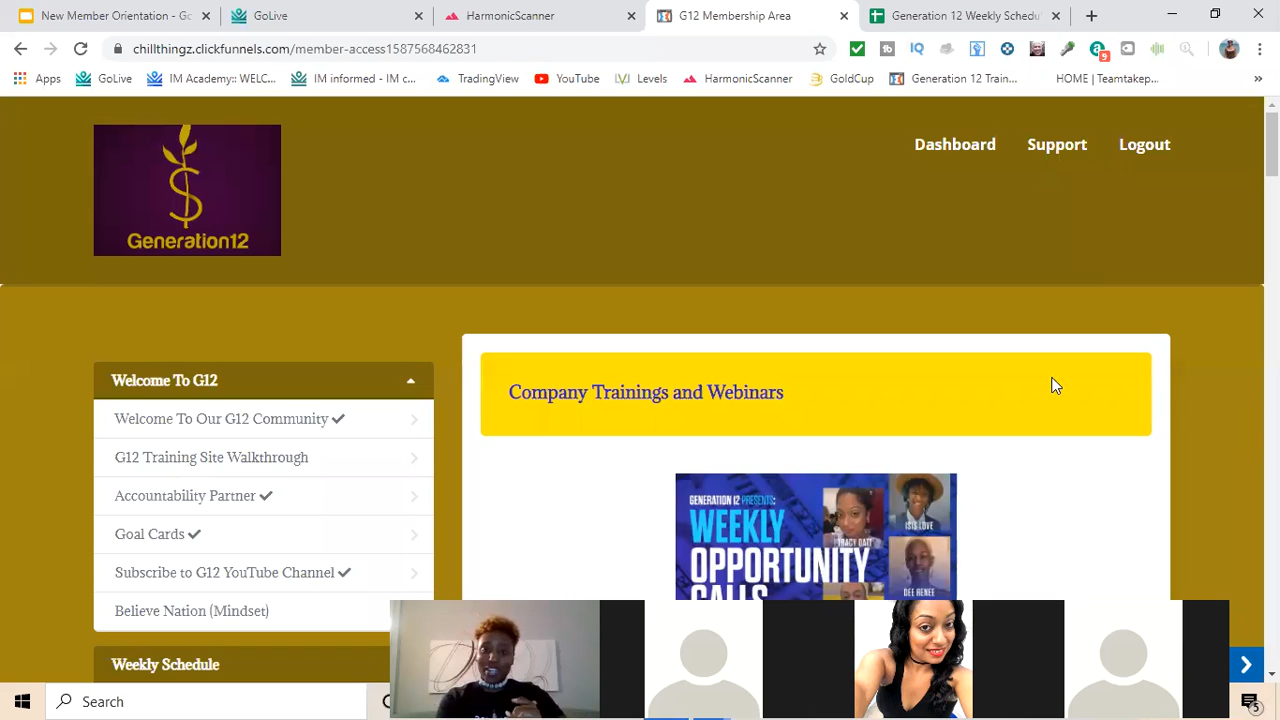 New Member Orientation G
GoLive
HarmonicScanner
G12 Membership Area
Generation 12 Weekly Schedu
chillthingz.clickfunnels.com/member-access1587568462831
IQ
9
Apps
GoLive
IM Academy:: WELC...
IM informed - IM c...
TradingView
YouTube
Levels
HarmonicScanner
GoldCup
Generation 12 Train...
HOME | Teamtakep...
»
$
Generation12
Dashboard
Support
Logout
Welcome To G12
Welcome To Our G12 Community
G12 Training Site Walkthrough
Accountability Partner
Goal Cards
Subscribe to G12 YouTube Channel
Believe Nation (Mindset)
Weekly Schedule
Company Trainings and Webinars
GENERATION 12 PRESENTS:
WEEKLY
OPPORTUNITY
CALLS
TRACY DATT
ISIS LOVE
DEE RENEE
Search
5